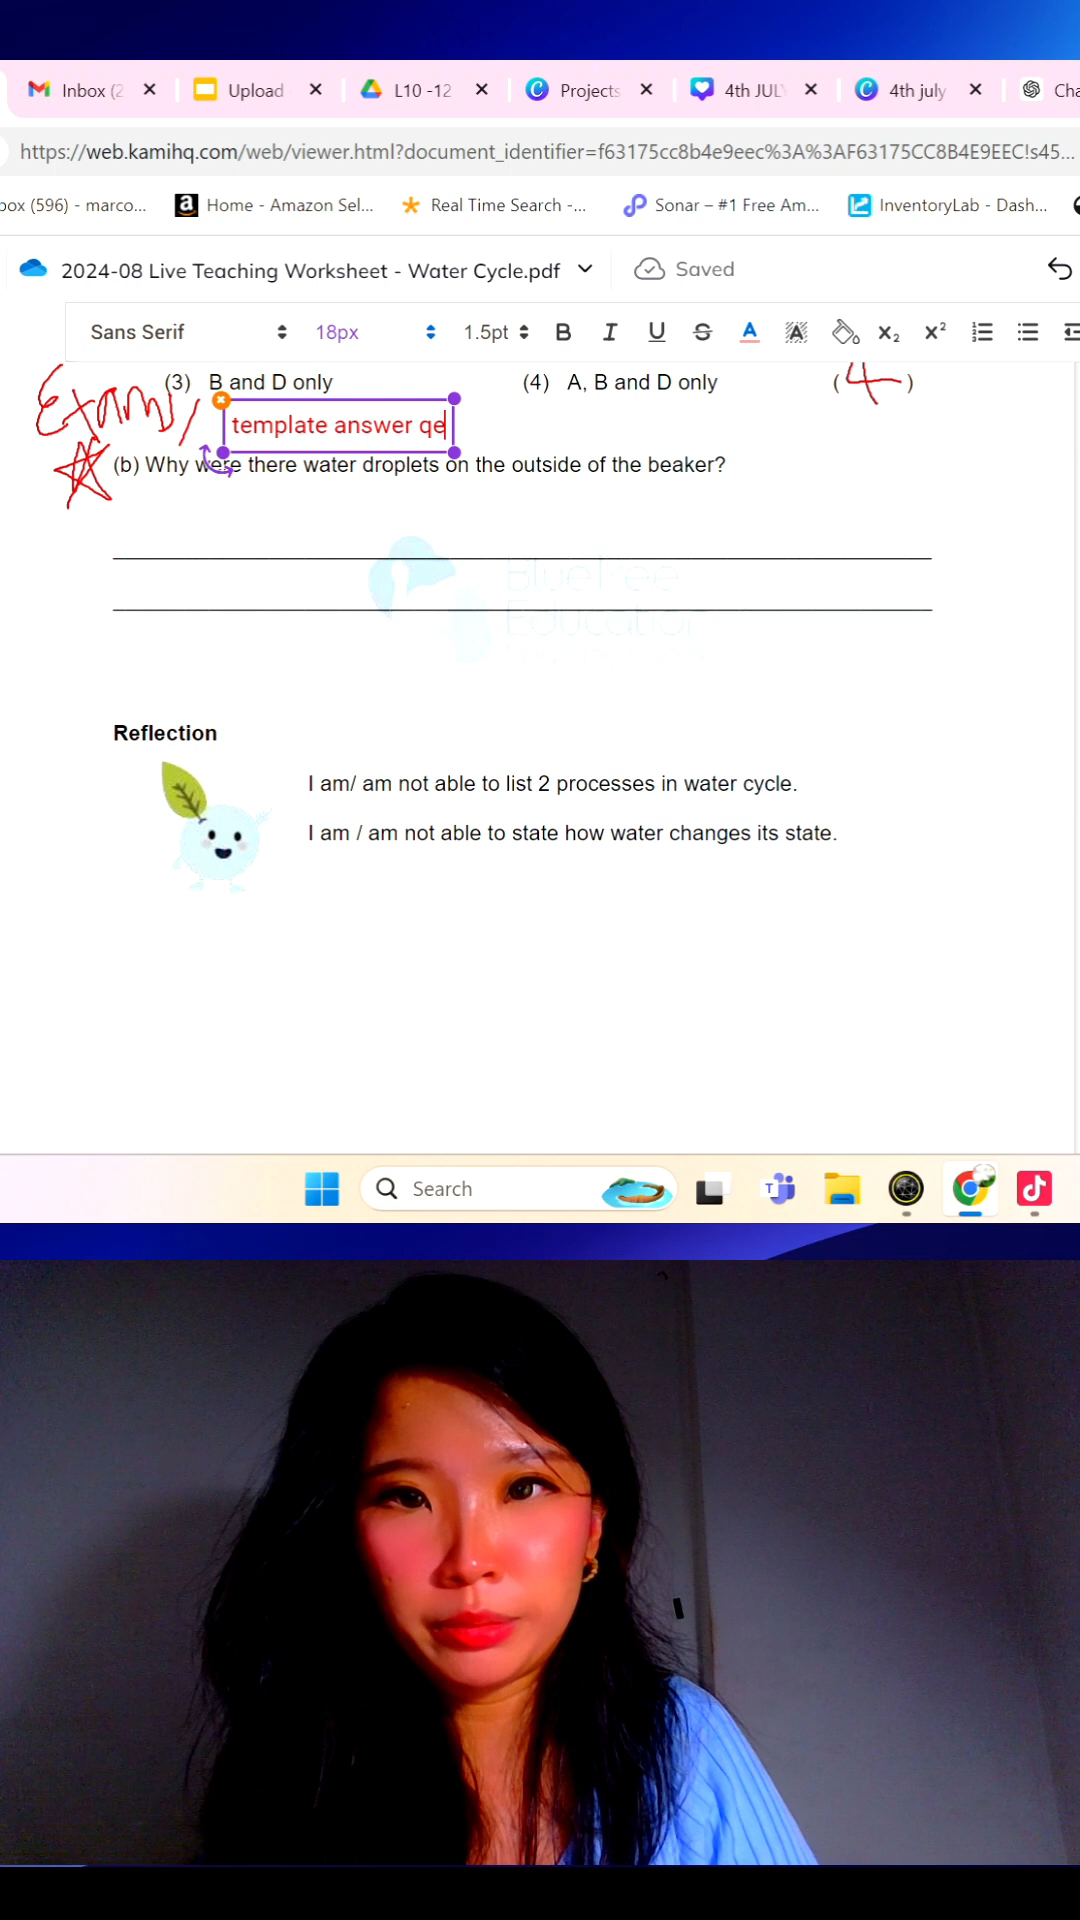 Inbox (2
Upload
L10 -12
Projects
4th JUL
4th july
Cha
https://web.kamihq.com/web/viewer.html?document_identifier=f63175cc8b4e9eec%3A%3AF63175CC8B4E9EEC!s45...
box (596) - marco...
Home - Amazon Sel...
Real Time Search -...
Sonar – #1 Free Am...
InventoryLab - Dash...
2024-08 Live Teaching Worksheet - Water Cycle.pdf
Saved
Sans Serif
18px
1.5pt
B I U S A A X₂ X²
(3) B and D only (4) A, B and D only (4)
Exams
template answer qe
(b) Why were there water droplets on the outside of the beaker?
BlueTree
Education
Reflection
I am/ am not able to list 2 processes in water cycle.
I am / am not able to state how water changes its state.
Search